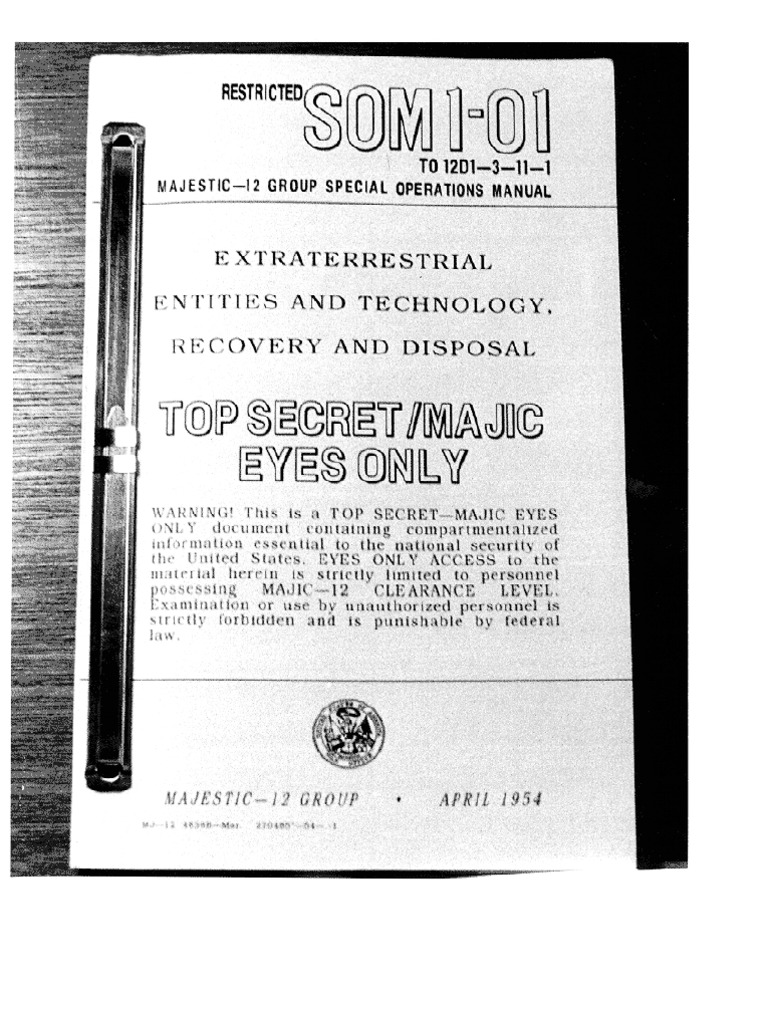 RESTRICTED SOM 1-01
TO 12D1—3—11—1
MAJESTIC—12 GROUP SPECIAL OPERATIONS MANUAL
EXTRATERRESTRIAL
ENTITIES AND TECHNOLOGY,
RECOVERY AND DISPOSAL
TOP SECRET/MAJIC
EYES ONLY
WARNING! This is a TOP SECRET—MAJIC EYES
ONLY document containing compartmentalized
information essential to the national security of
the United States. EYES ONLY ACCESS to the
material herein is strictly limited to personnel
possessing MAJIC—12 CLEARANCE LEVEL.
Examination or use by unauthorized personnel is
strictly forbidden and is punishable by federal
law.
MAJESTIC—12 GROUP • APRIL 1954
MJ—12